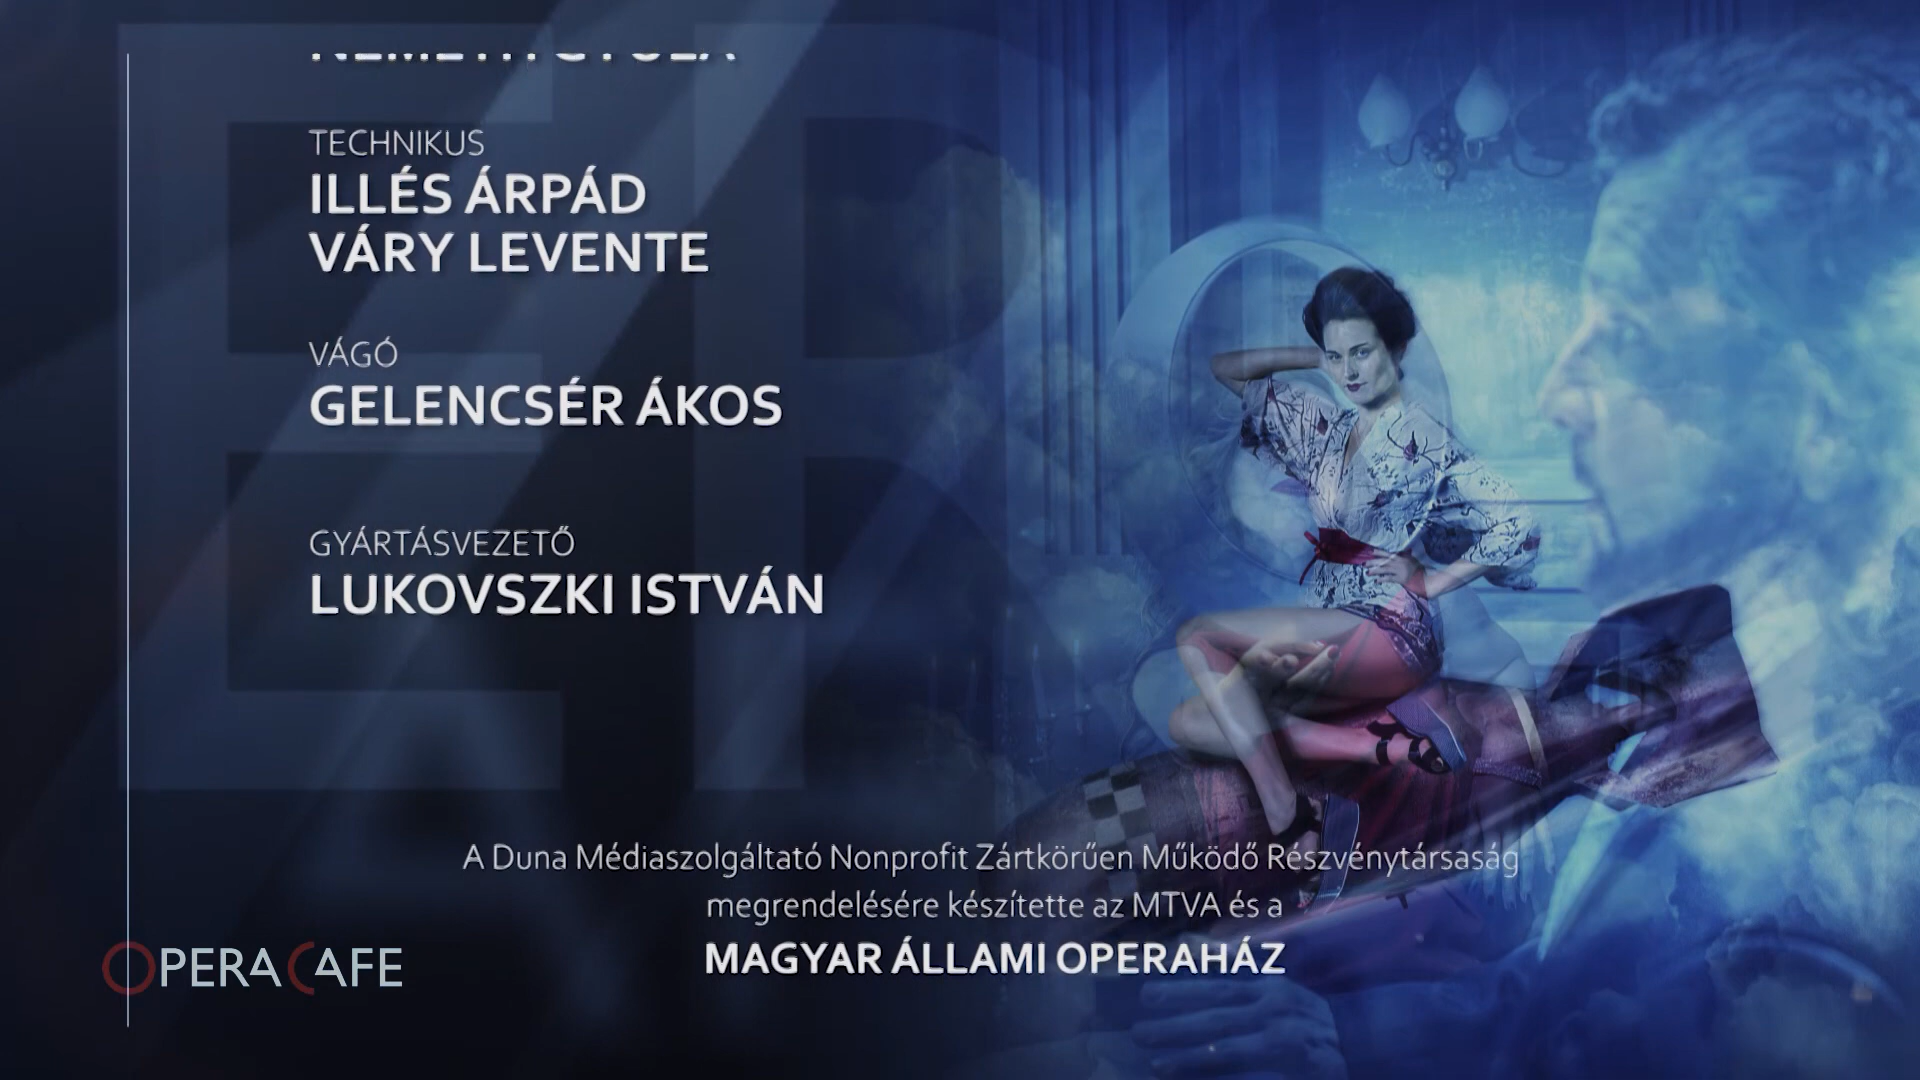 TECHNIKUS
ILLÉS ÁRPÁD
VÁRY LEVENTE
VÁGÓ
GELENCSÉR ÁKOS
GYÁRTÁSVEZETŐ
LUKOVSZKI ISTVÁN
A Duna Médiaszolgáltató Nonprofit Zártkörűen Működő Részvénytársaság
megrendelésére készítette az MTVA és a
MAGYAR ÁLLAMI OPERAHÁZ
OPERACAFE